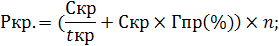 Ркр.= (Скр/tкр + Скр × Гпр(%)) × n;